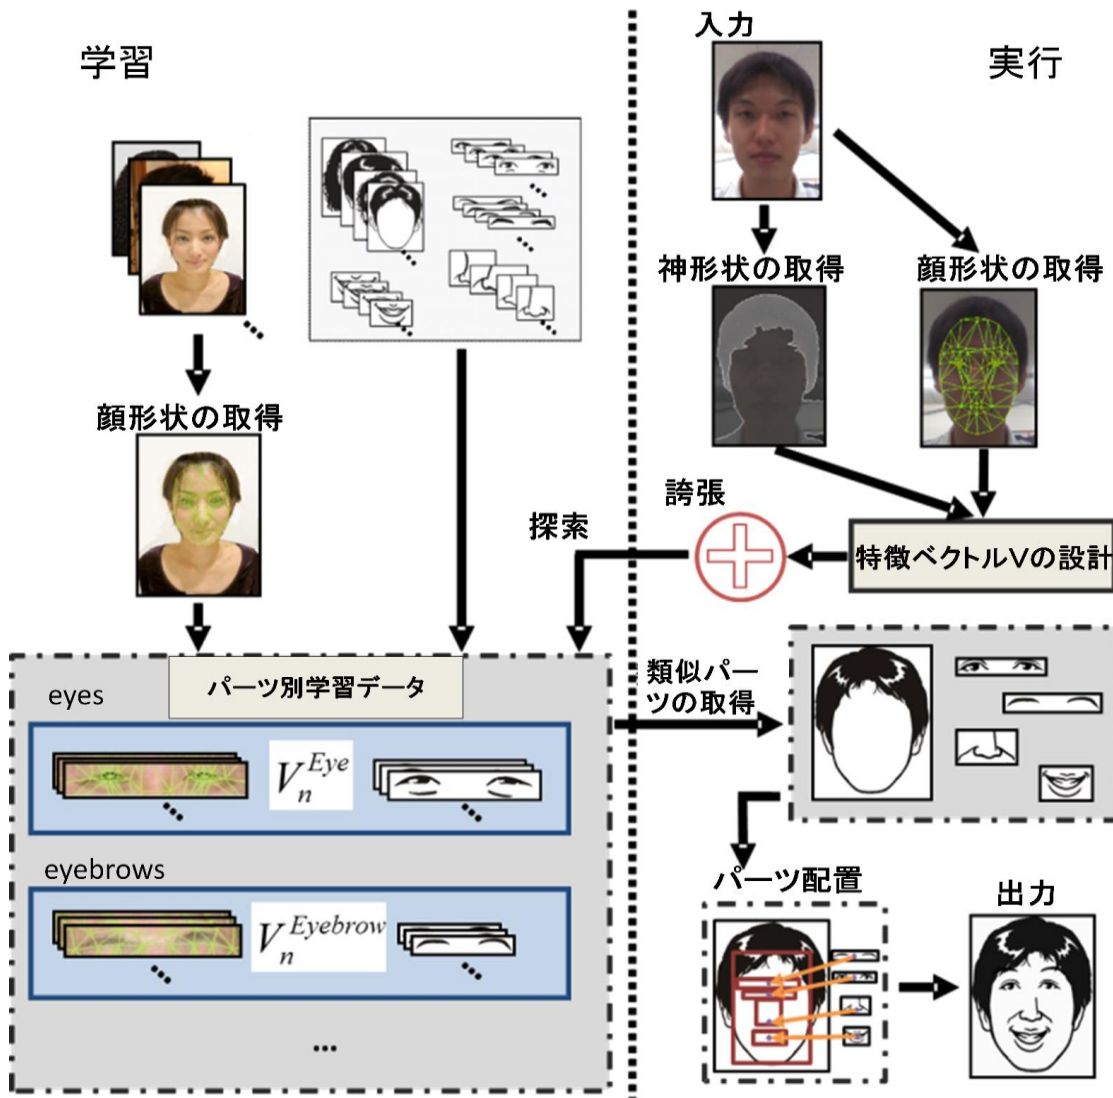 学習
入力
実行
神形状の取得
顔形状の取得
顔形状の取得
誇張
探索
特徴ベクトルVの設計
パーツ別学習データ
類似パー
ツの取得
eyes
V_n^{Eye}
eyebrows
V_n^{Eyebrow}
...
パーツ配置
出力